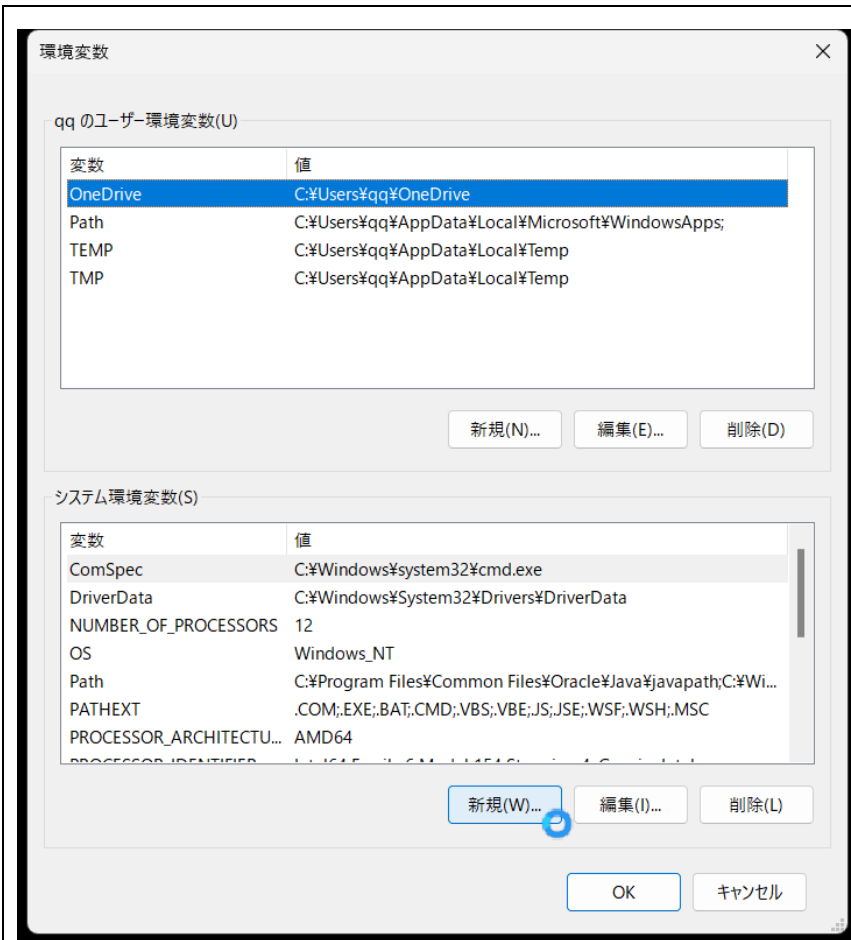 環境変数
qq のユーザー環境変数(U)
変数 値
OneDrive C:¥Users¥qq¥OneDrive
Path C:¥Users¥qq¥AppData¥Local¥Microsoft¥WindowsApps;
TEMP C:¥Users¥qq¥AppData¥Local¥Temp
TMP C:¥Users¥qq¥AppData¥Local¥Temp
新規(N)... 編集(E)... 削除(D)
システム環境変数(S)
変数 値
ComSpec C:¥Windows¥system32¥cmd.exe
DriverData C:¥Windows¥System32¥Drivers¥DriverData
NUMBER_OF_PROCESSORS 12
OS Windows_NT
Path C:¥Program Files¥Common Files¥Oracle¥Java¥javapath;C:¥Wi...
PATHEXT .COM;.EXE;.BAT;.CMD;.VBS;.VBE;.JS;.JSE;.WSF;.WSH;.MSC
PROCESSOR_ARCHITECTU... AMD64
新規(W)... 編集(I)... 削除(L)
OK キャンセル